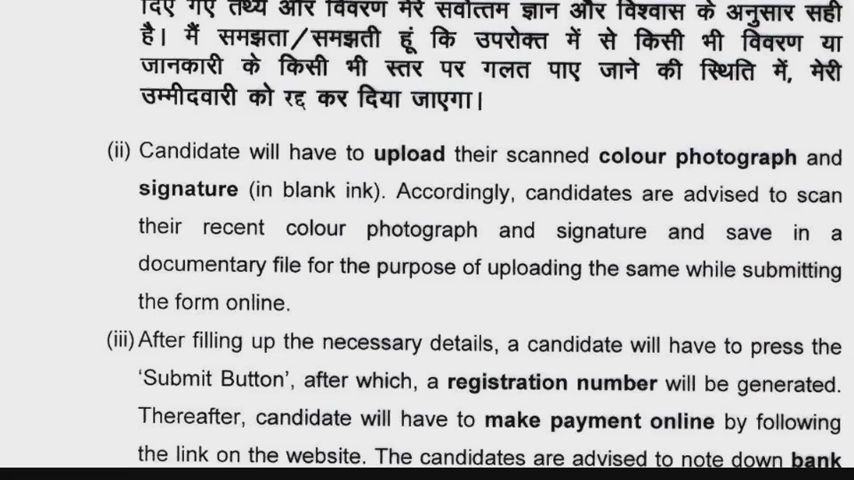 दिए गए तथ्य और विवरण मेरे सर्वोत्तम ज्ञान और विश्वास के अनुसार सही
है। मैं समझता/समझती हूं कि उपरोक्त में से किसी भी विवरण या
जानकारी के किसी भी स्तर पर गलत पाए जाने की स्थिति में, मेरी
उम्मीदवारी को रद्द कर दिया जाएगा।
(ii) Candidate will have to upload their scanned colour photograph and
signature (in blank ink). Accordingly, candidates are advised to scan
their recent colour photograph and signature and save in a
documentary file for the purpose of uploading the same while submitting
the form online.
(iii) After filling up the necessary details, a candidate will have to press the
‘Submit Button’, after which, a registration number will be generated.
Thereafter, candidate will have to make payment online by following
the link on the website. The candidates are advised to note down bank